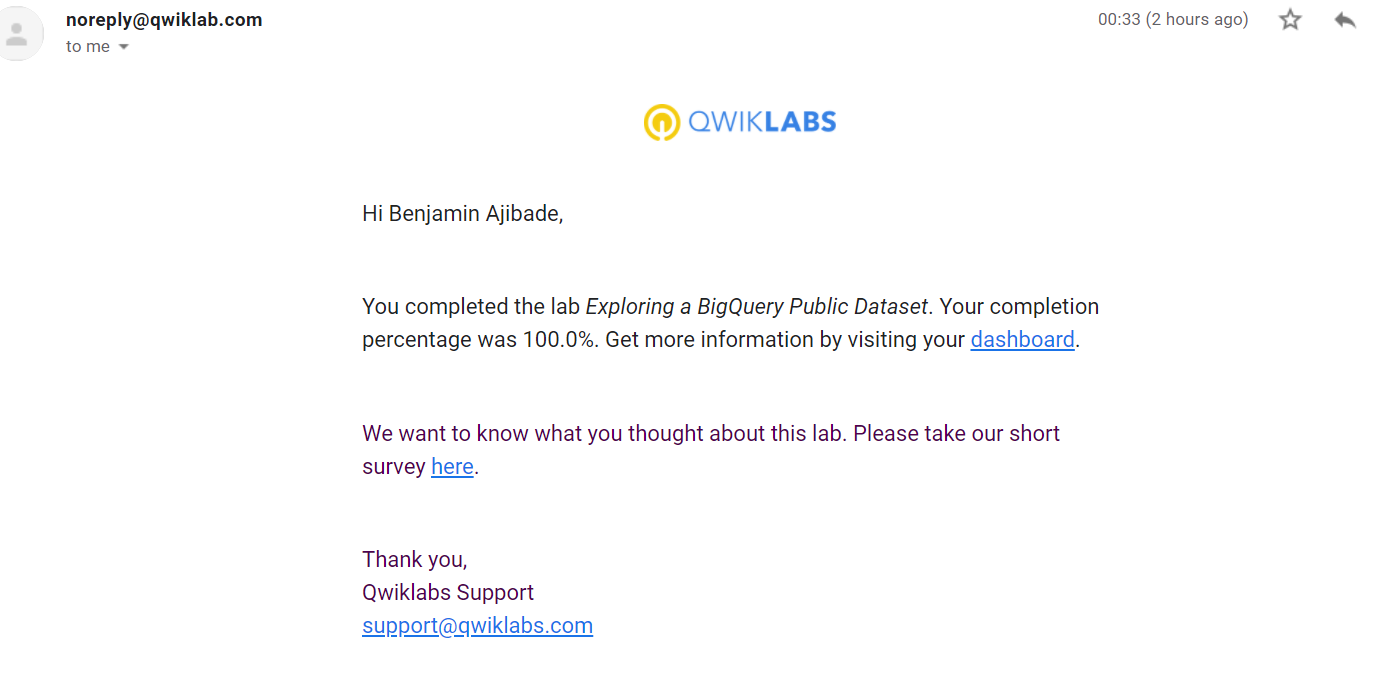 noreply@qwiklab.com
00:33 (2 hours ago)
to me
QWIKLABS
Hi Benjamin Ajibade,
You completed the lab Exploring a BigQuery Public Dataset. Your completion
percentage was 100.0%. Get more information by visiting your dashboard.
We want to know what you thought about this lab. Please take our short
survey here.
Thank you,
Qwiklabs Support
support@qwiklabs.com